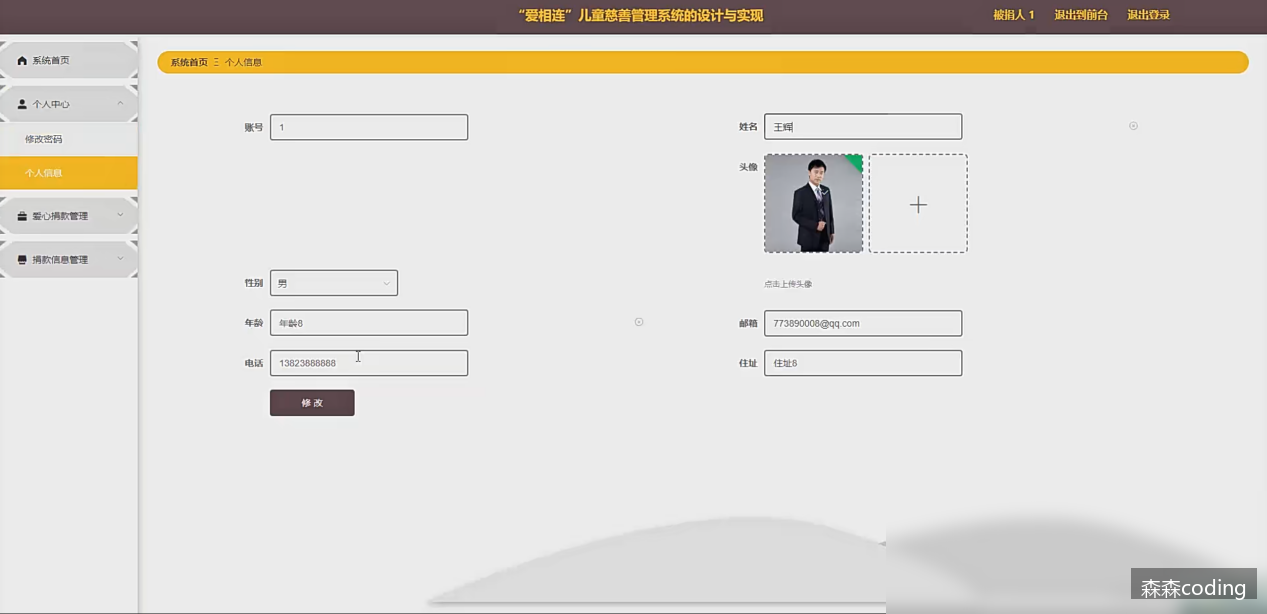 “爱相连”儿童慈善管理系统的设计与实现
被捐人 1 退出到前台 退出登录
系统首页
个人中心
修改密码
个人信息
爱心捐款管理
捐款信息管理
系统首页 Ξ 个人信息
账号 1
姓名 王辉
头像
点击上传头像
性别 男
年龄 年龄8
邮箱 773890008@qq.com
电话 13823888888
住址 住址8
修改
森森coding